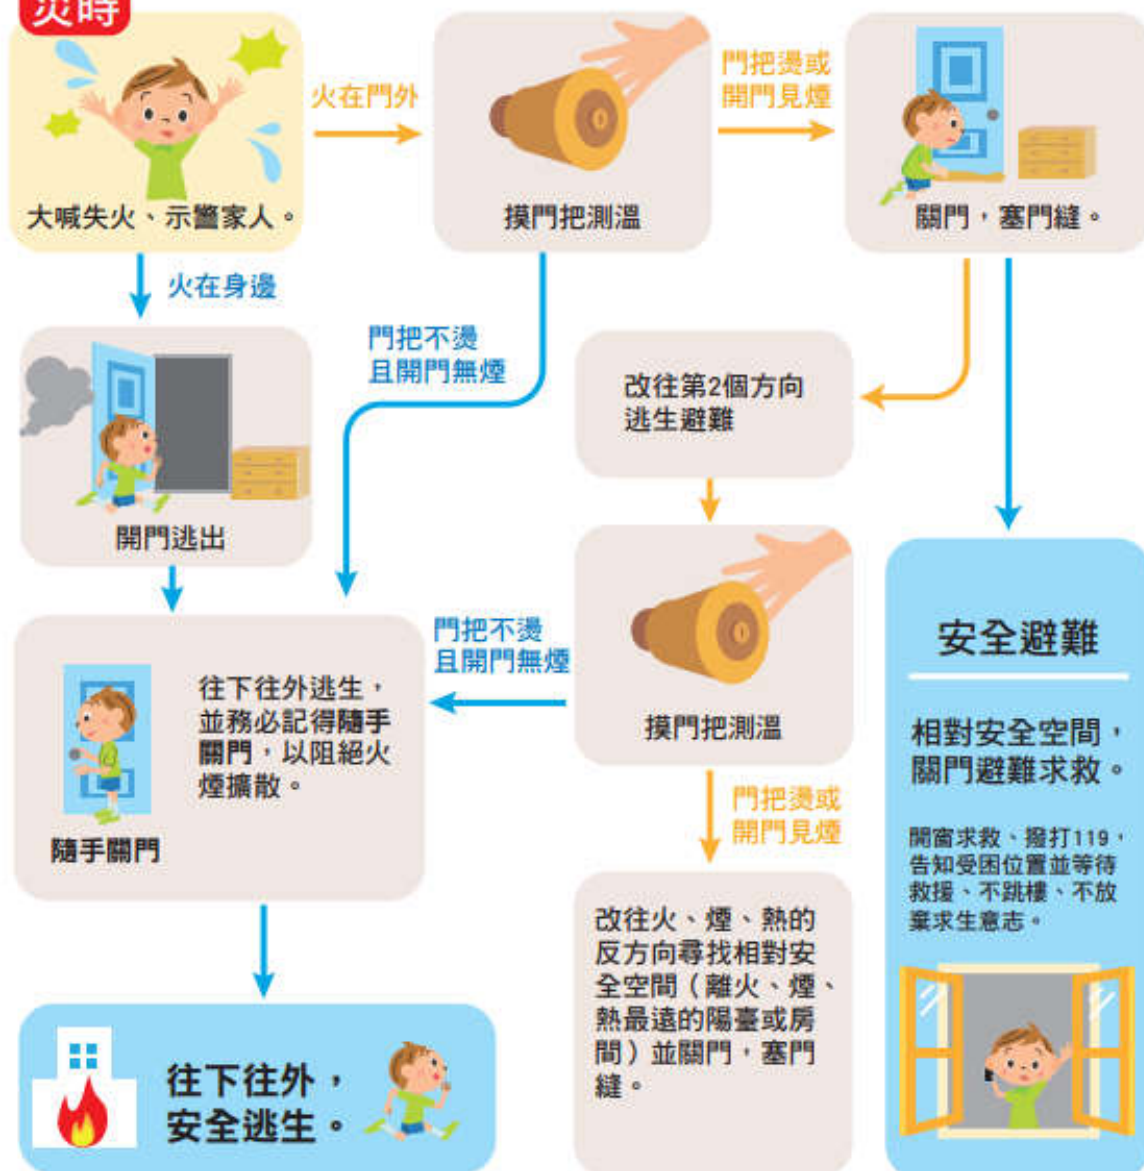 災時
大喊失火、示警家人。
火在門外
摸門把測溫
門把燙或
開門見煙
關門，塞門縫。
火在身邊
開門逃出
門把不燙
且開門無煙
改往第2個方向
逃生避難
摸門把測溫
門把不燙
且開門無煙
往下往外逃生，
並務必記得隨手
關門，以阻絕火
煙擴散。
隨手關門
門把燙或
開門見煙
改往火、煙、熱的
反方向尋找相對安
全空間（離火、煙、
熱最遠的陽臺或房
間）並關門，塞門
縫。
安全避難
相對安全空間，
關門避難求救。
開窗求救、撥打119，
告知受困位置並等待
救援、不跳樓、不放
棄求生意志。
往下往外，
安全逃生。